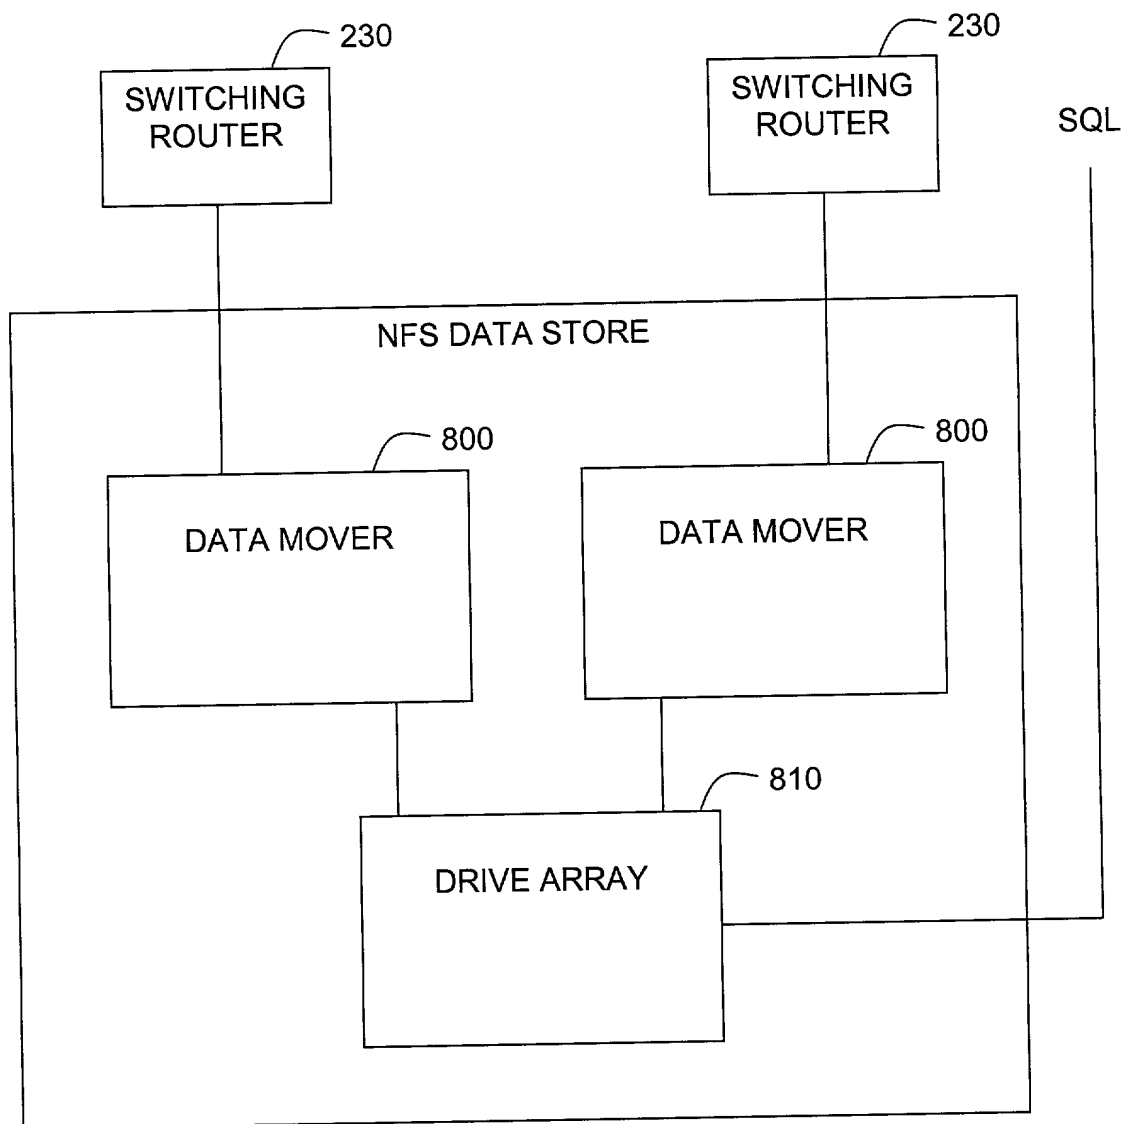 230
SWITCHING
ROUTER
230
SWITCHING
ROUTER
SQL
NFS DATA STORE
800
DATA MOVER
800
DATA MOVER
810
DRIVE ARRAY